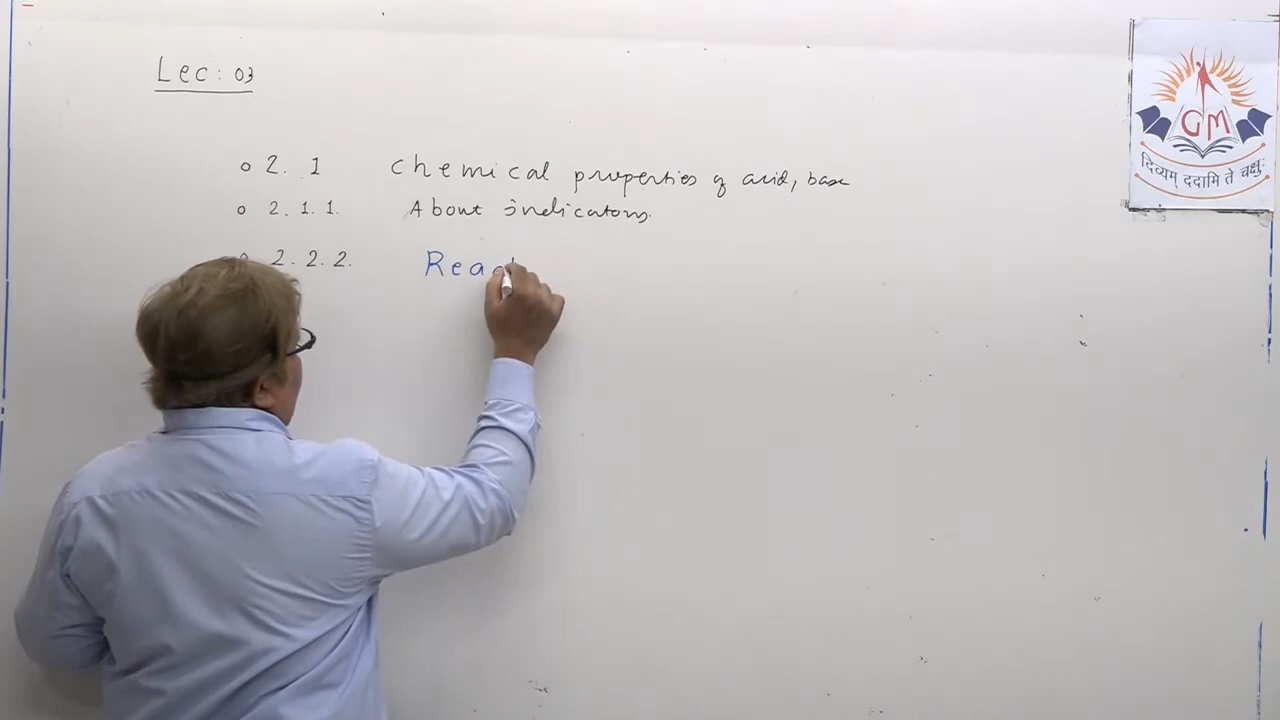 Lec: 03
o 2. 1 Chemical properties of acid, base
o 2. 1. 1. About indicators.
o 2. 2. 2. Rea
GM
दिव्यम् ददामि ते चक्षुः